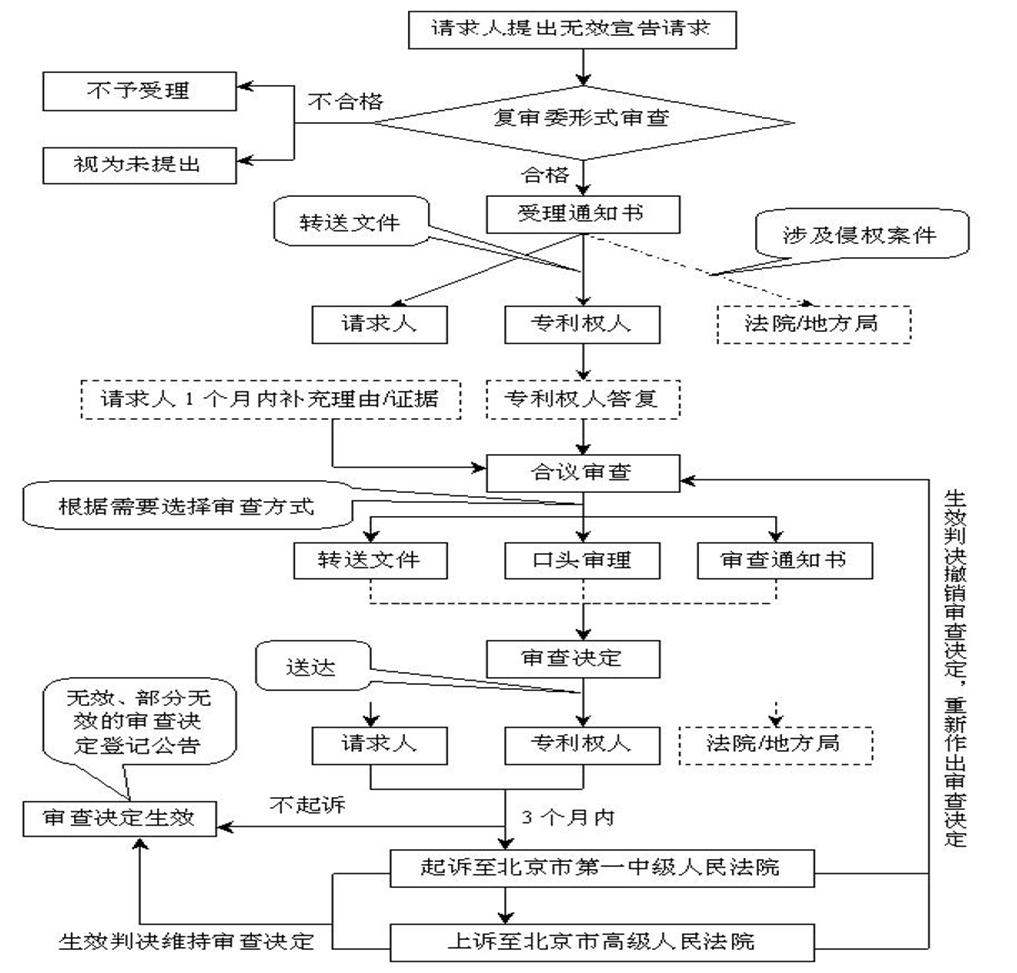 请求人提出无效宣告请求
不予受理
不合格
复审委形式审查
视为未提出
合格
受理通知书
转送文件
涉及侵权案件
请求人
专利权人
法院/地方局
请求人1个月内补充理由/证据
专利权人答复
合议审查
根据需要选择审查方式
转送文件
口头审理
审查通知书
审查决定
送达
无效、部分无
效的审查决
定登记公告
请求人
专利权人
法院/地方局
审查决定生效
不起诉
3个月内
起诉至北京市第一中级人民法院
生效判决维持审查决定
上诉至北京市高级人民法院
生效判决撤销审查决定，重新作出审查决定